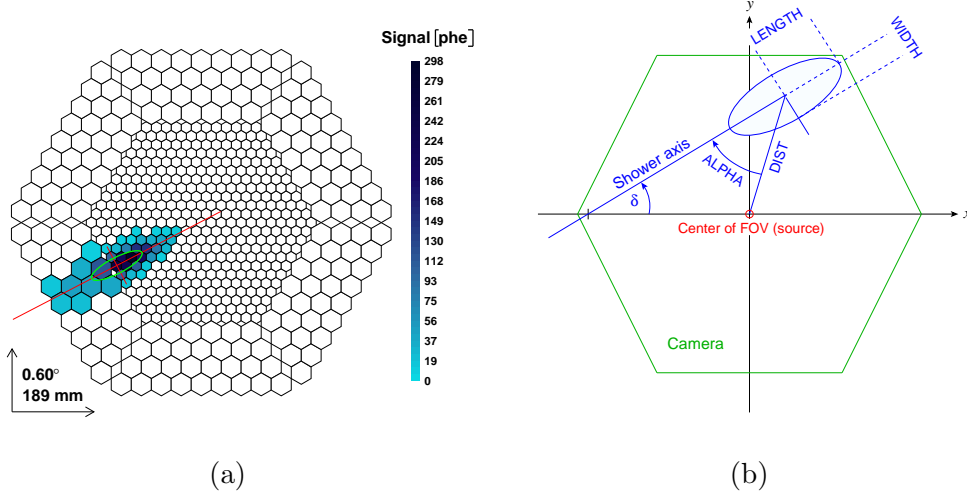 Signal [phe]
298
279
261
242
224
205
186
168
149
130
112
93
75
56
37
19
0
0.60°
189 mm
(a)
y
LENGTH
WIDTH
Shower axis
ALPHA
DIST
δ
x
Center of FOV (source)
Camera
(b)